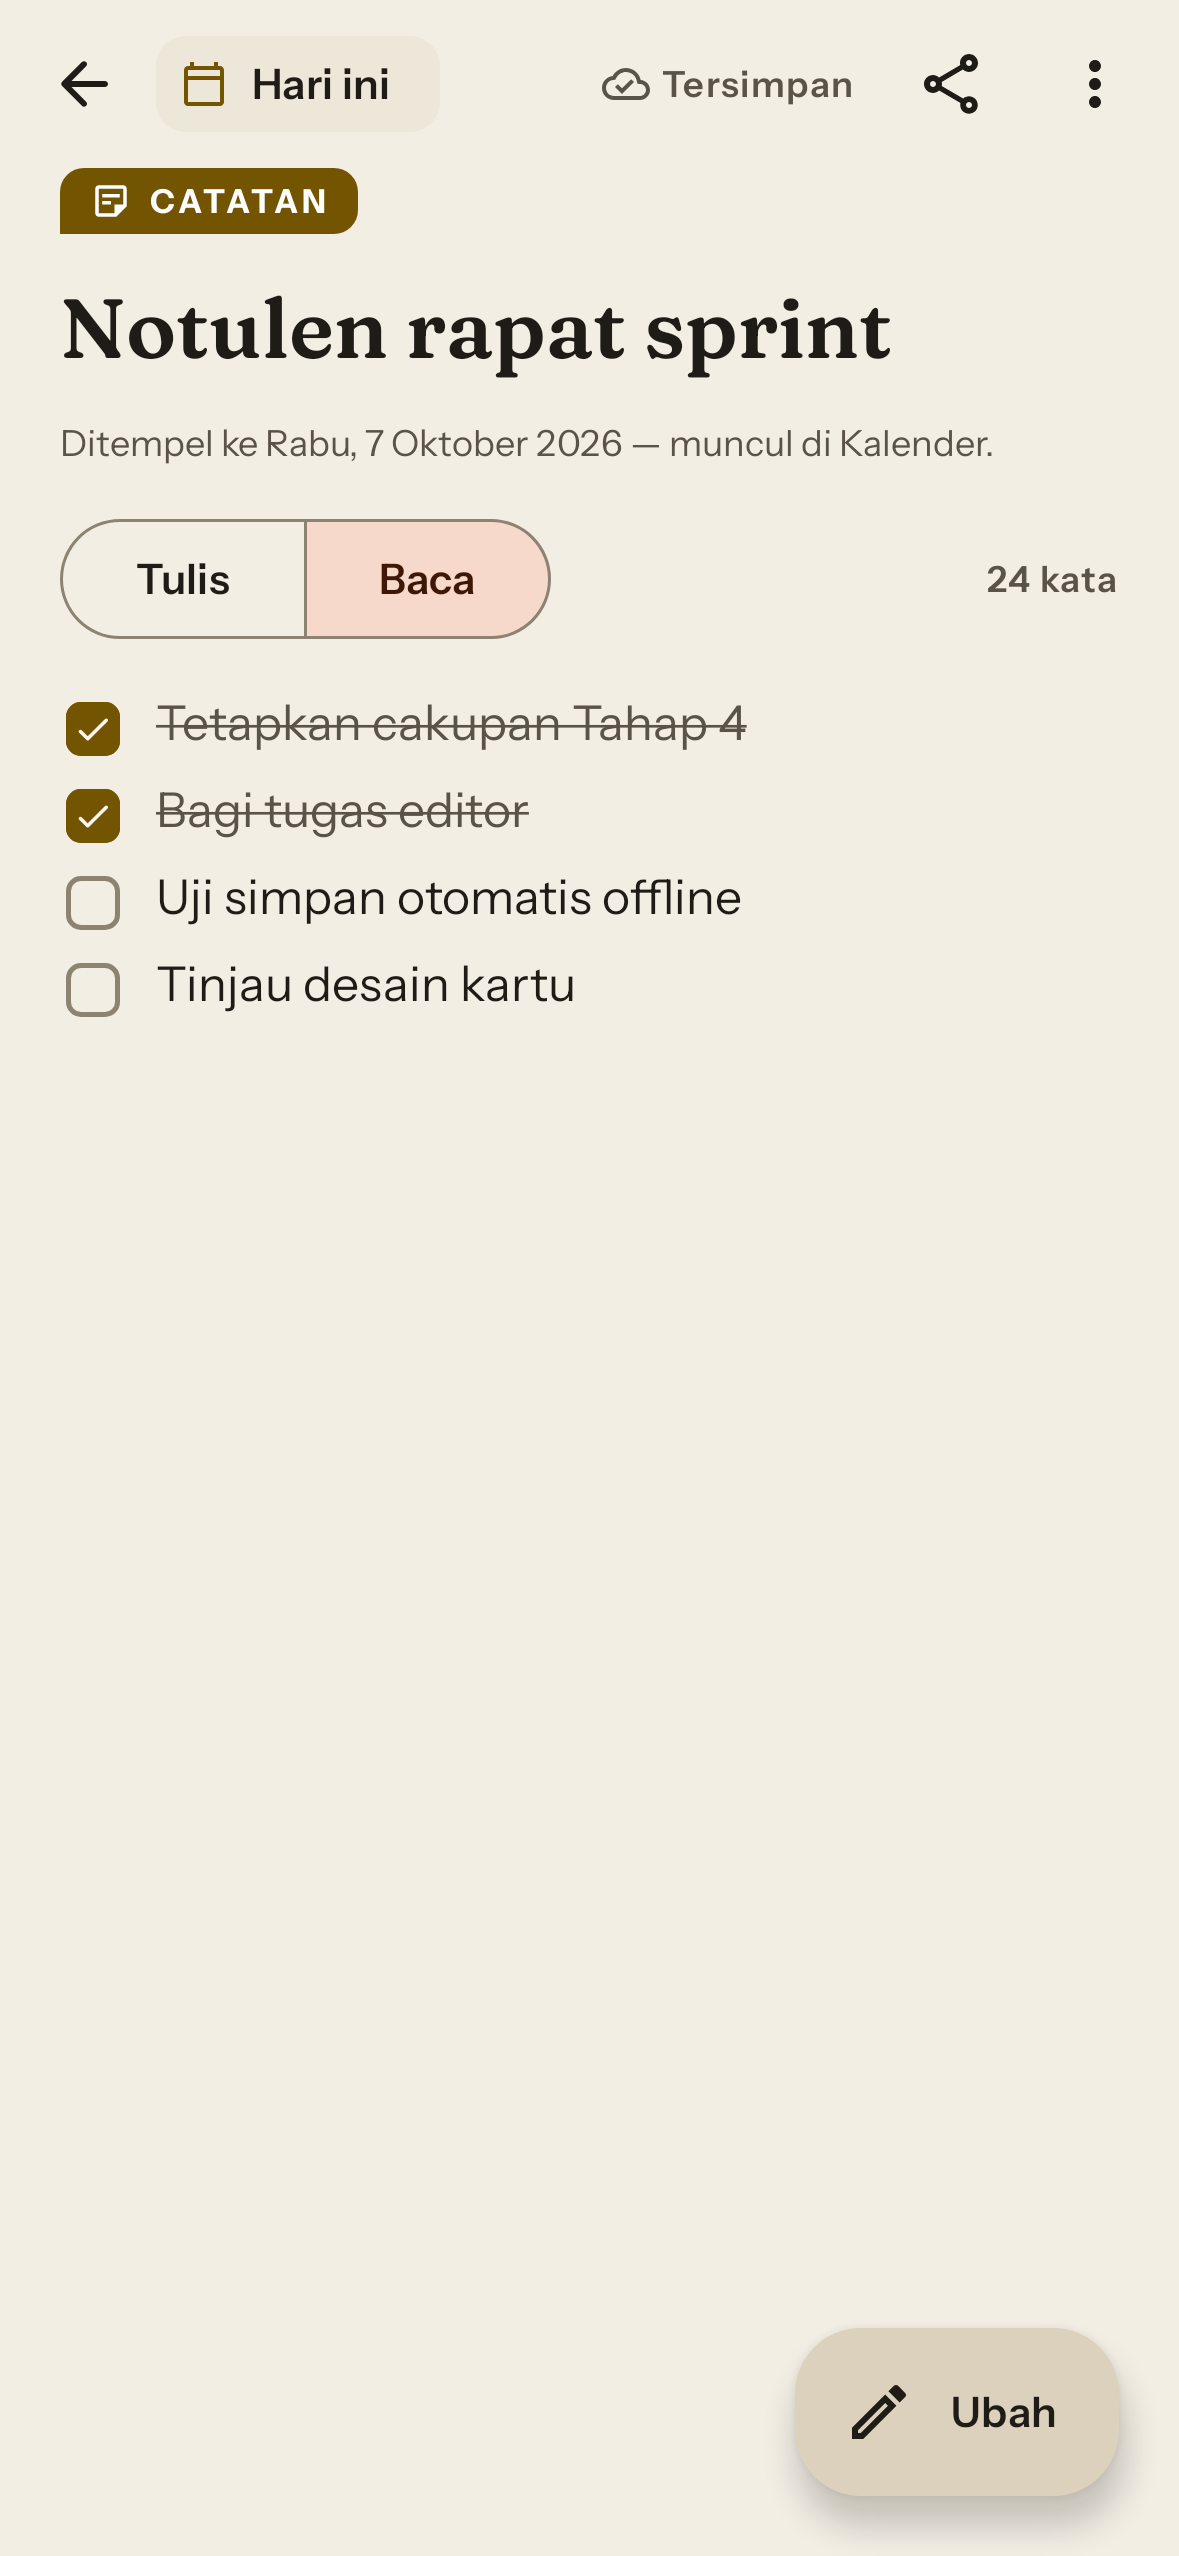 Hari ini
Tersimpan
CATATAN
Notulen rapat sprint
Ditempel ke Rabu, 7 Oktober 2026 — muncul di Kalender.
Tulis
Baca
24 kata
Tetapkan cakupan Tahap 4
Bagi tugas editor
Uji simpan otomatis offline
Tinjau desain kartu
Ubah